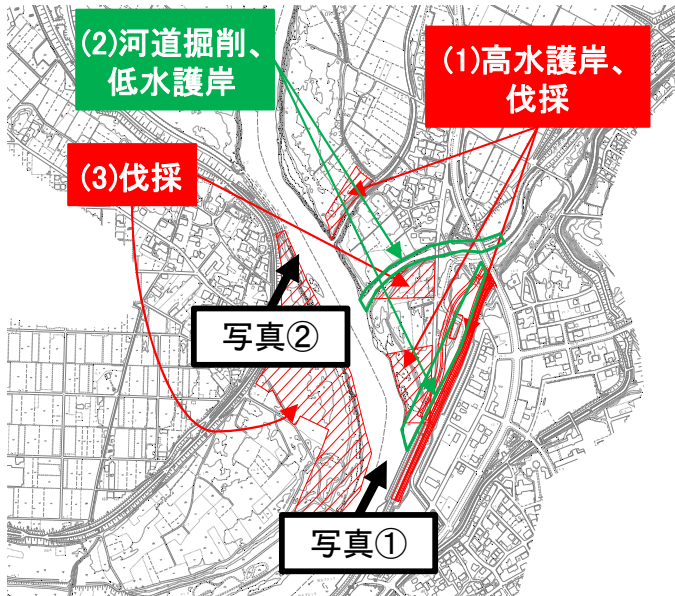 (2)河道掘削、
低水護岸
(1)高水護岸、
伐採
(3)伐採
写真②
写真①